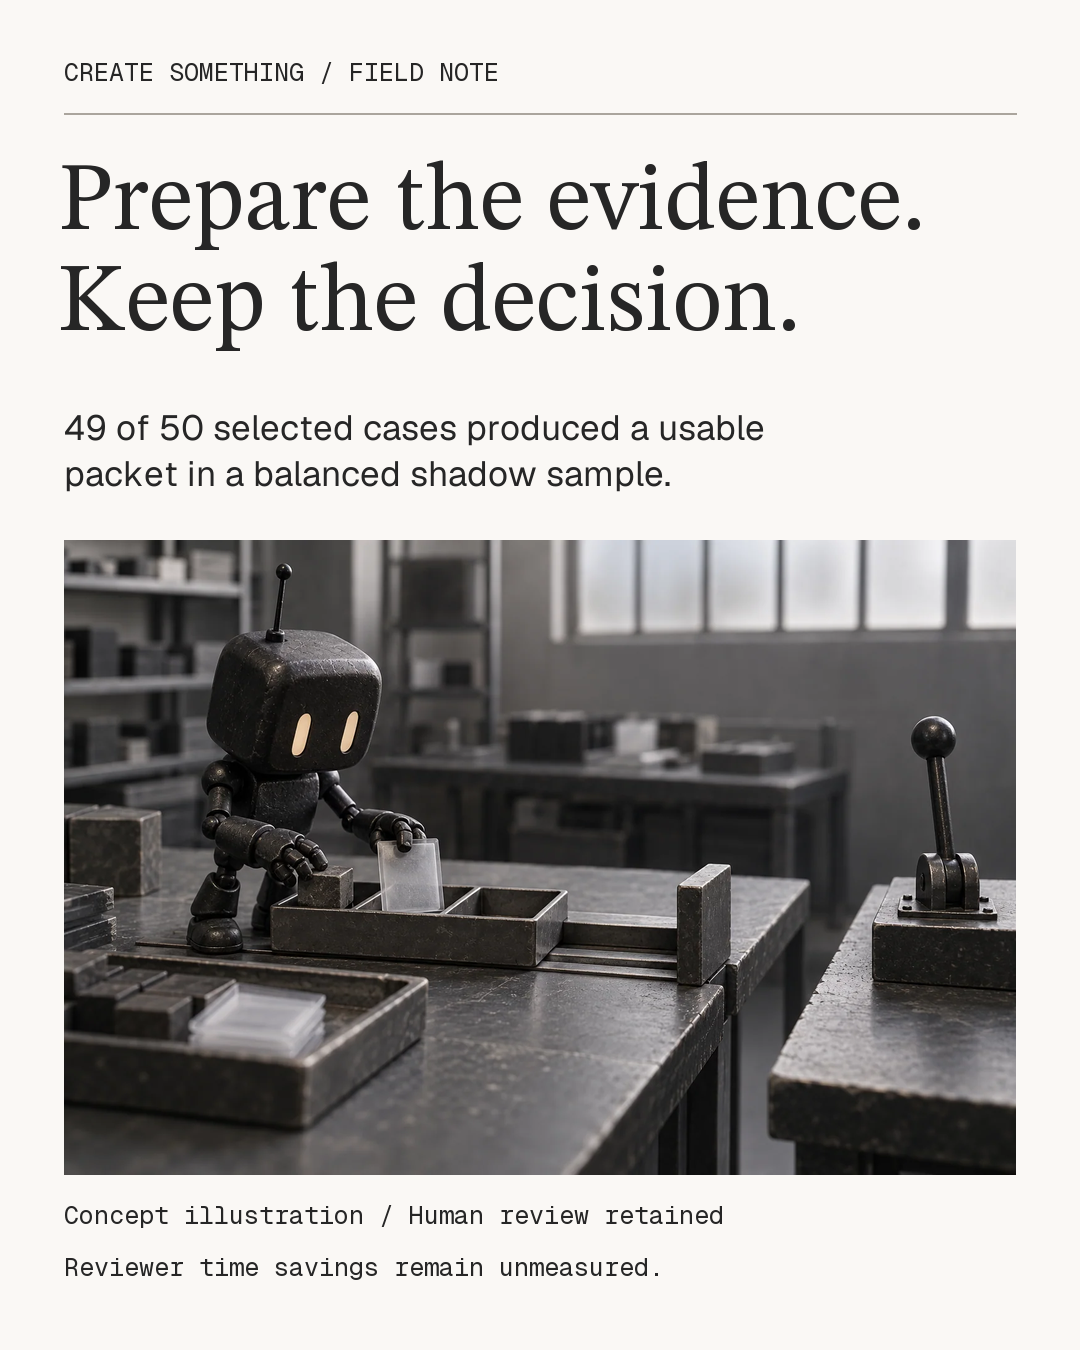 CREATE SOMETHING / FIELD NOTE
Prepare the evidence.
Keep the decision.
49 of 50 selected cases produced a usable
packet in a balanced shadow sample.
Concept illustration / Human review retained
Reviewer time savings remain unmeasured.